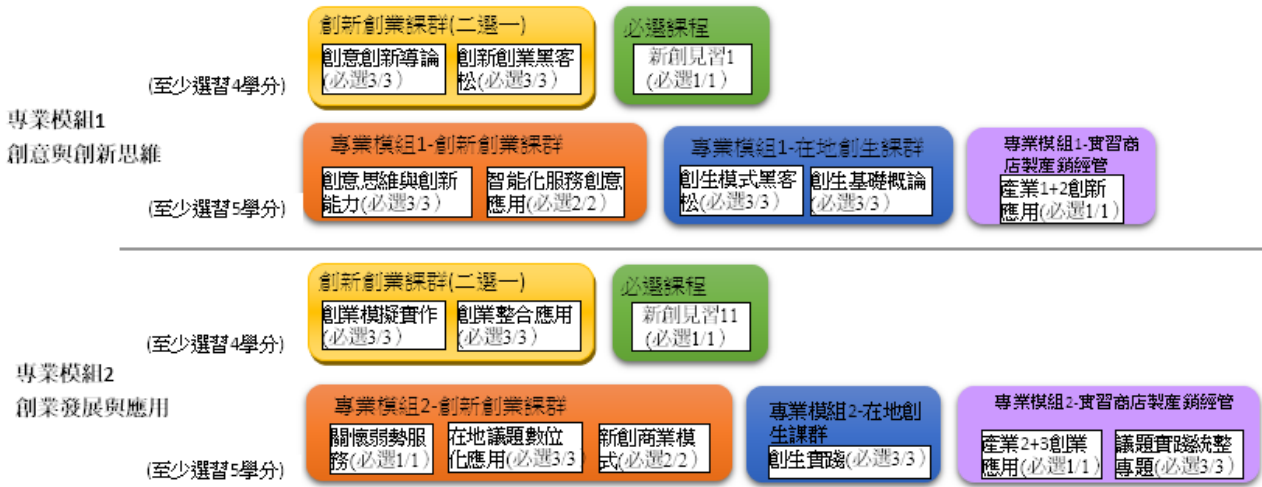 創新創業課群(二選一)
創意創新導論
(必選3/3)
創新創業黑客
松(必選3/3)
必選課程
新創見習1
(必選1/1)
(至少選習4學分)
專業模組1
創意與創新思維
專業模組1-創新創業課群
創意思維與創新
能力(必選3/3)
智能化服務創意
應用(必選2/2)
專業模組1-在地創生課群
創生模式黑客
松(必選3/3)
創生基礎概論
(必選3/3)
專業模組1-實習商
店製產銷經管
產業1+2創新
應用(必選1/1)
(至少選習5學分)
創新創業課群(二選一)
創業模擬實作
(必選3/3)
創業整合應用
(必選3/3)
必選課程
新創見習11
(必選1/1)
(至少選習4學分)
專業模組2
創業發展與應用
專業模組2-創新創業課群
關懷弱勢服
務(必選1/1)
在地議題數位
化應用(必選3/3)
新創商業模
式(必選2/2)
專業模組2-在地創
生課群
創生實踐(必選3/3)
專業模組2-實習商店製產銷經管
產業2+3創業
應用(必選1/1)
議題實踐統整
專題(必選3/3)
(至少選習5學分)